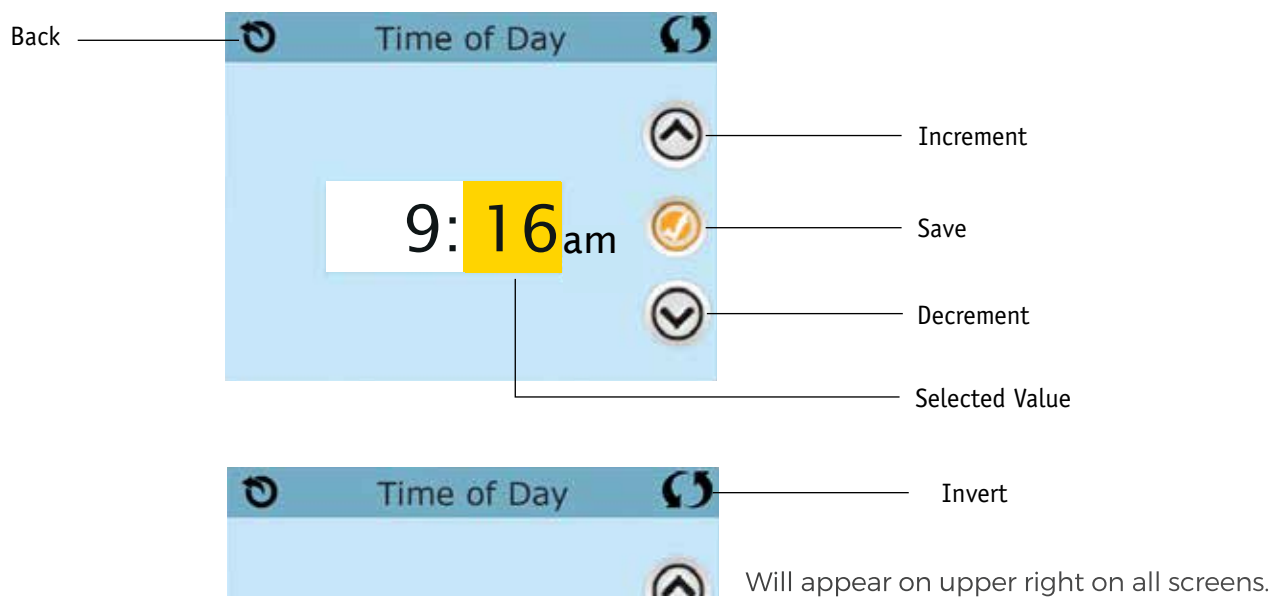 Back
Time of Day
Increment
9: 16am
Save
Decrement
Selected Value
Time of Day
Invert
Will appear on upper right on all screens.